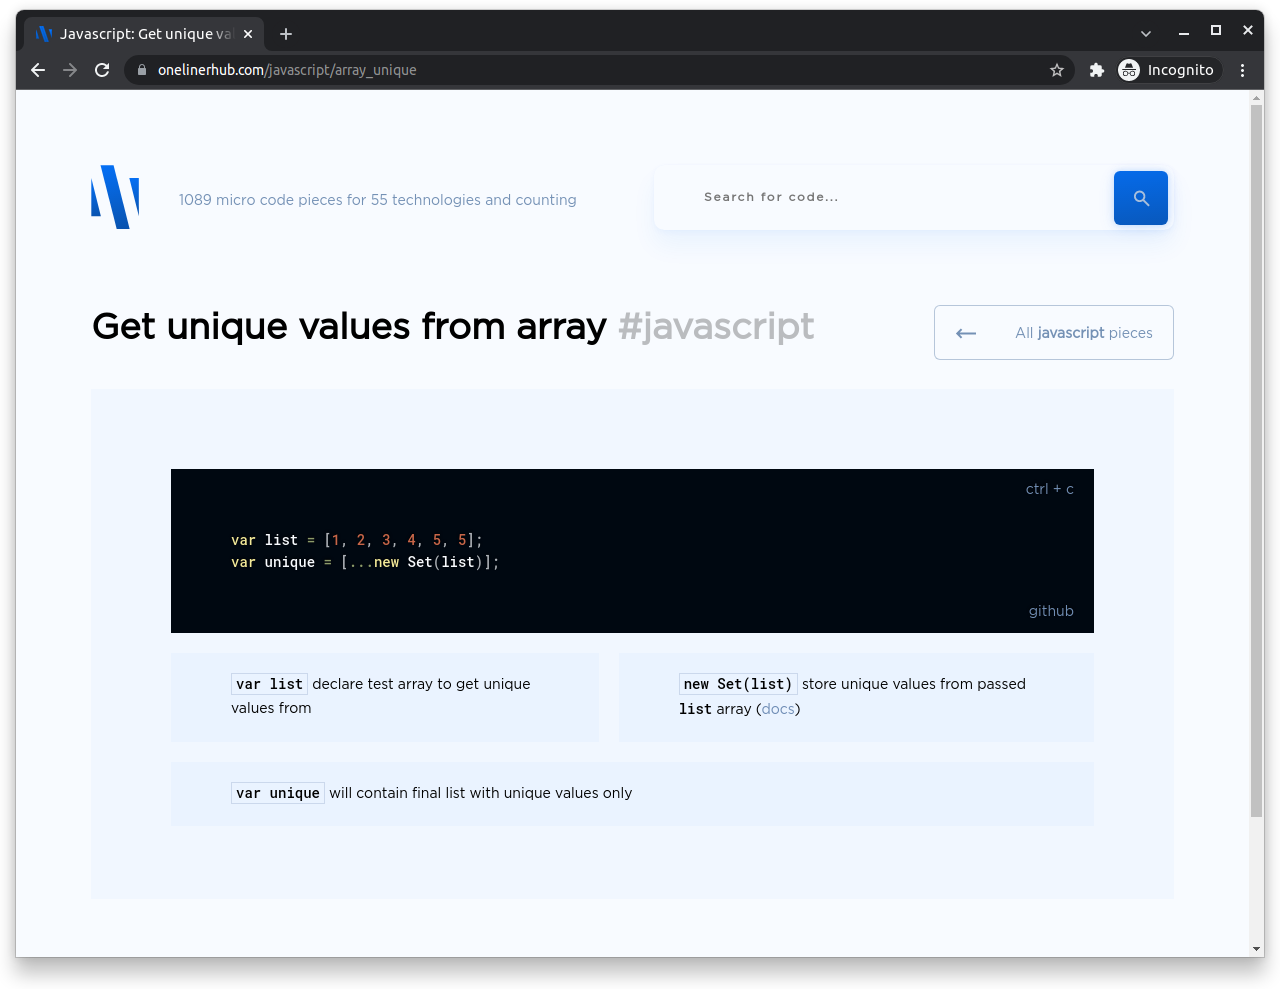 Javascript: Get unique va
onelinerhub.com/javascript/array_unique
Incognito
1089 micro code pieces for 55 technologies and counting
Search for code...
Get unique values from array #javascript
All javascript pieces
ctrl + c
var list = [1, 2, 3, 4, 5, 5];
var unique = [...new Set(list)];
github
var list declare test array to get unique
values from
new Set(list) store unique values from passed
list array (docs)
var unique will contain final list with unique values only